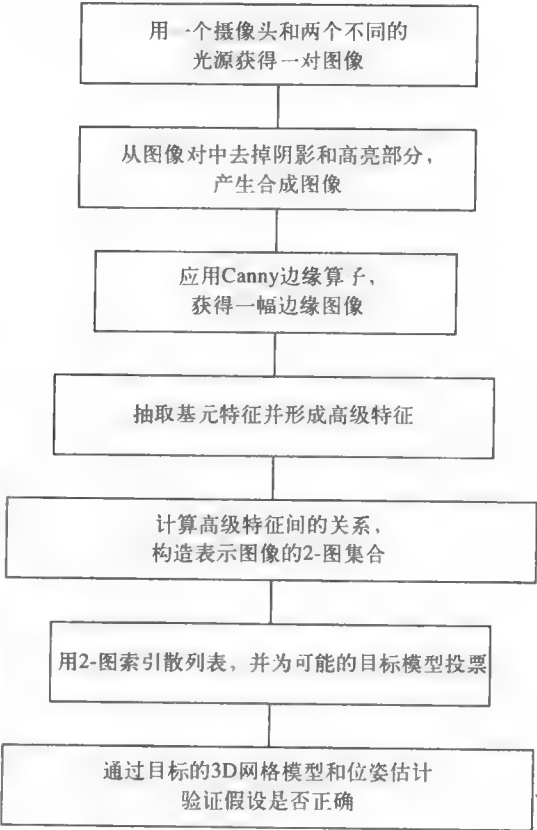 用一个摄像头和两个不同的
光源获得一对图像
从图像对中去掉阴影和高亮部分，
产生合成图像
应用Canny边缘算子，
获得一幅边缘图像
抽取基元特征并形成高级特征
计算高级特征间的关系，
构造表示图像的2-图集合
用2-图索引散列表，并为可能的目标模型投票
通过目标的3D网格模型和位姿估计
验证假设是否正确